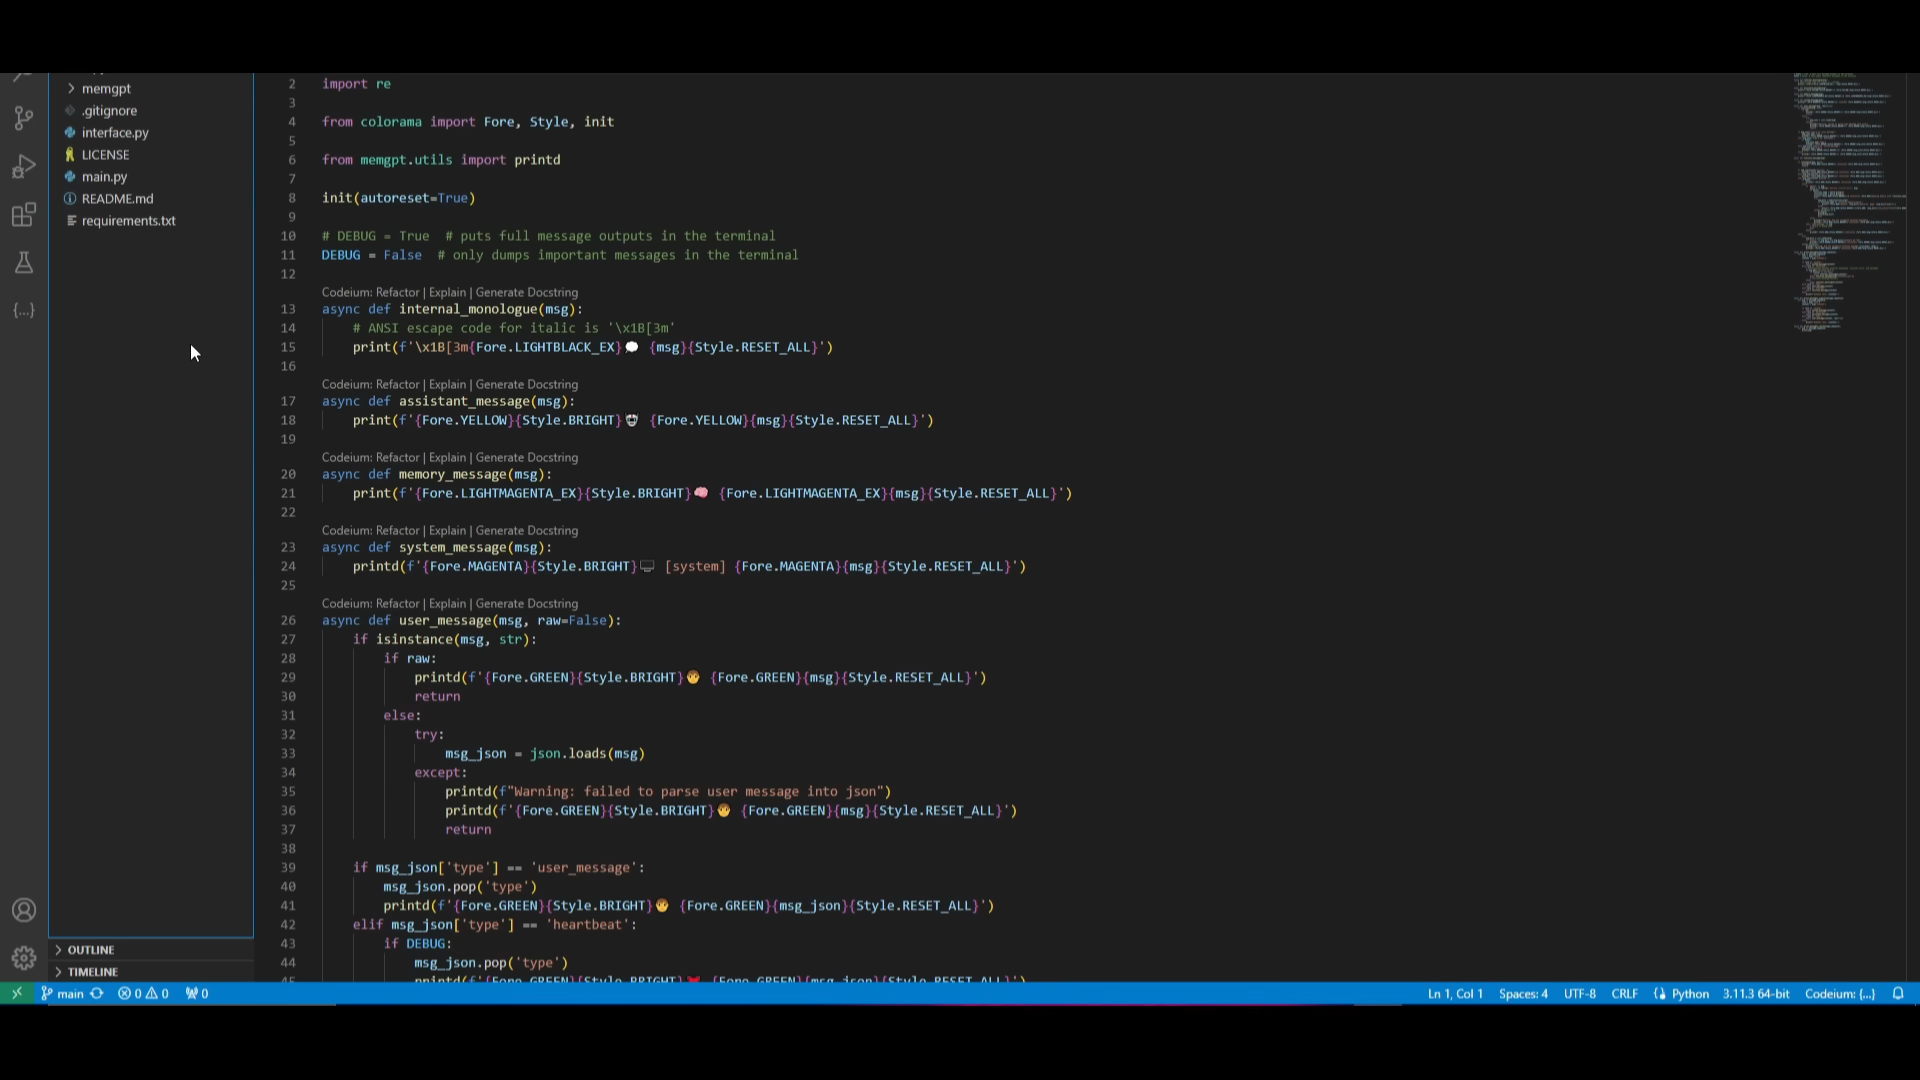 memgpt
.gitignore
interface.py
LICENSE
main.py
README.md
requirements.txt
OUTLINE
TIMELINE
2 import re
3
4 from colorama import Fore, Style, init
5
6 from memgpt.utils import printd
7
8 init(autoreset=True)
9
10 # DEBUG = True  # puts full message outputs in the terminal
11 DEBUG = False  # only dumps important messages in the terminal
12
Codeium: Refactor | Explain | Generate Docstring
13 async def internal_monologue(msg):
14     # ANSI escape code for italic is '\x1B[3m'
15     print(f'\x1B[3m{Fore.LIGHTBLACK_EX}💭 {msg}{Style.RESET_ALL}')
16
Codeium: Refactor | Explain | Generate Docstring
17 async def assistant_message(msg):
18     print(f'{Fore.YELLOW}{Style.BRIGHT}🤖 {Fore.YELLOW}{msg}{Style.RESET_ALL}')
19
Codeium: Refactor | Explain | Generate Docstring
20 async def memory_message(msg):
21     print(f'{Fore.LIGHTMAGENTA_EX}{Style.BRIGHT}🧠 {Fore.LIGHTMAGENTA_EX}{msg}{Style.RESET_ALL}')
22
Codeium: Refactor | Explain | Generate Docstring
23 async def system_message(msg):
24     printd(f'{Fore.MAGENTA}{Style.BRIGHT}🖥️ [system] {Fore.MAGENTA}{msg}{Style.RESET_ALL}')
25
Codeium: Refactor | Explain | Generate Docstring
26 async def user_message(msg, raw=False):
27     if isinstance(msg, str):
28         if raw:
29             printd(f'{Fore.GREEN}{Style.BRIGHT}🧑 {Fore.GREEN}{msg}{Style.RESET_ALL}')
30             return
31         else:
32             try:
33                 msg_json = json.loads(msg)
34             except:
35                 printd(f"Warning: failed to parse user message into json")
36                 printd(f'{Fore.GREEN}{Style.BRIGHT}🧑 {Fore.GREEN}{msg}{Style.RESET_ALL}')
37                 return
38
39     if msg_json['type'] == 'user_message':
40         msg_json.pop('type')
41         printd(f'{Fore.GREEN}{Style.BRIGHT}🧑 {Fore.GREEN}{msg_json}{Style.RESET_ALL}')
42     elif msg_json['type'] == 'heartbeat':
43         if DEBUG:
44             msg_json.pop('type')
45             printd(f'{Fore.GREEN}{Style.BRIGHT}💓 {Fore.GREEN}{msg_json}{Style.RESET_ALL}')
main 0 0 0 Ln 1, Col 1 Spaces: 4 UTF-8 CRLF Python 3.11.3 64-bit Codeium: {...}